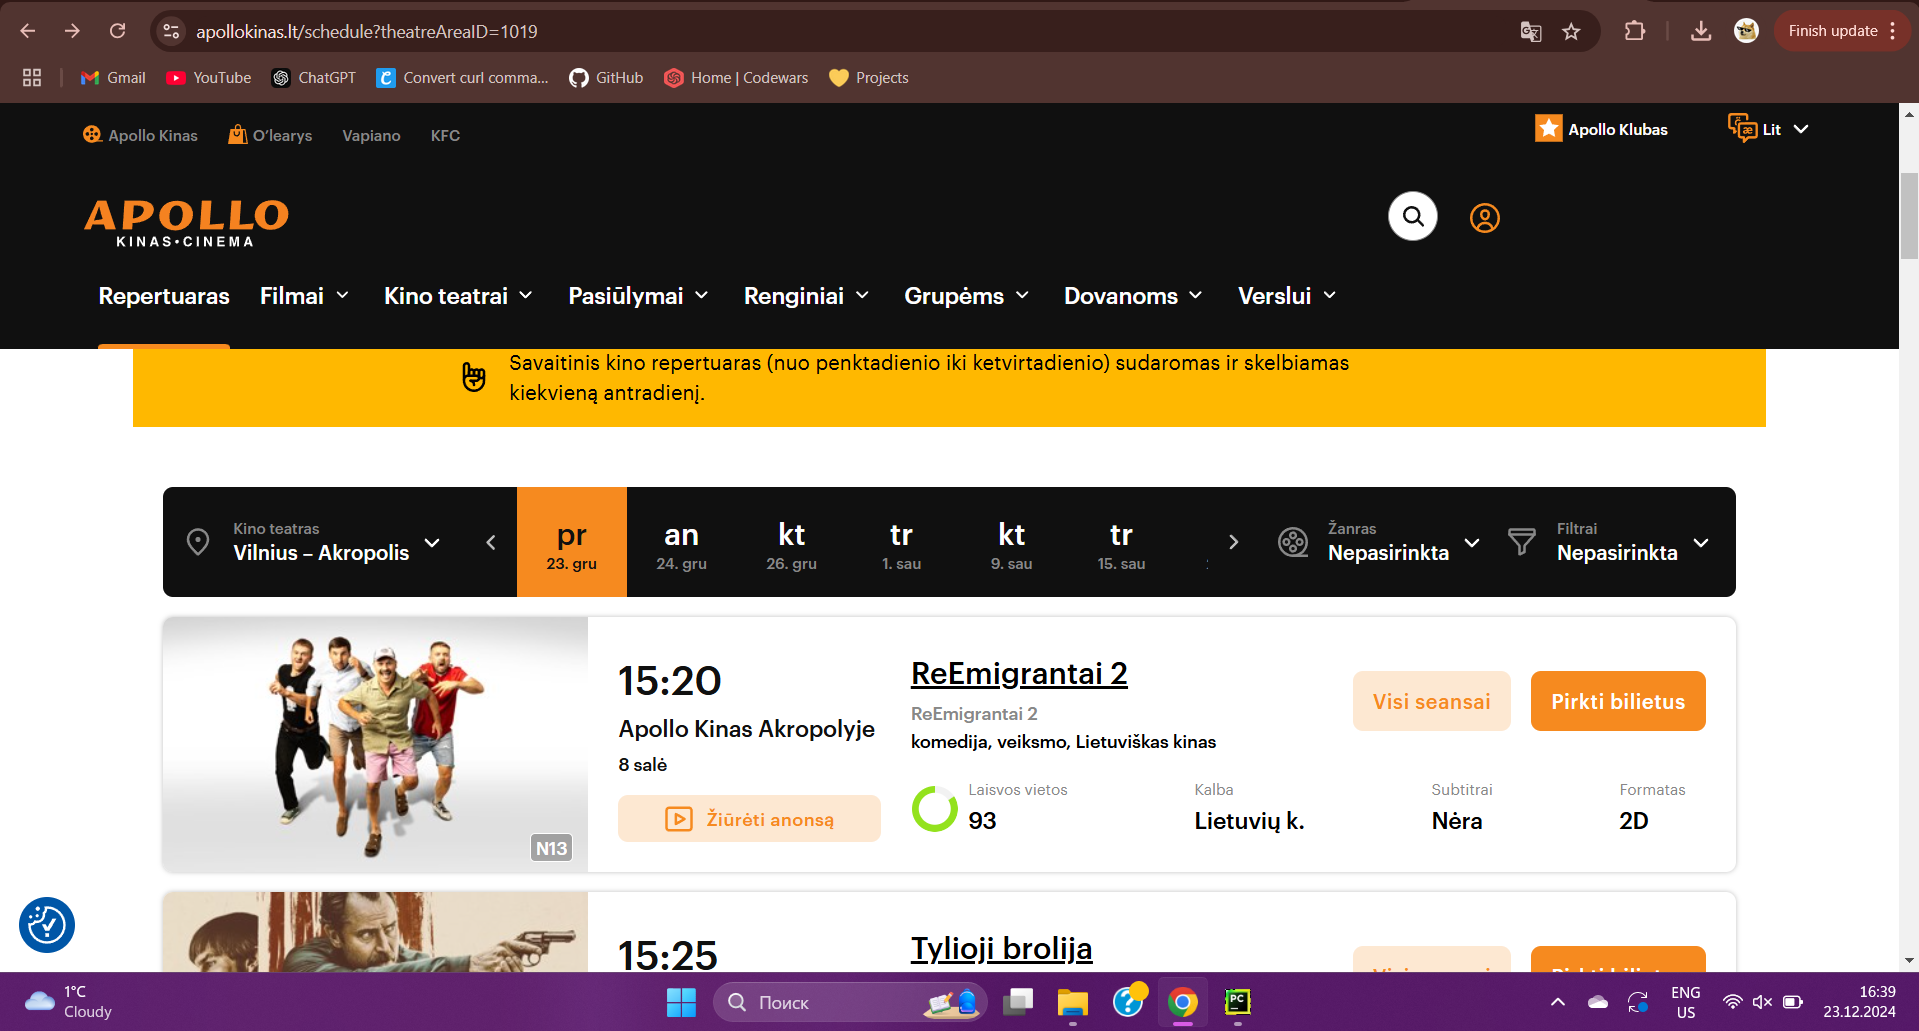 apollokinas.lt/schedule?theatreAreaID=1019
Finish update
Gmail
YouTube
ChatGPT
Convert curl comma...
GitHub
Home | Codewars
Projects
Apollo Kinas
O'learys
Vapiano
KFC
Apollo Klubas
Lit
APOLLO
KINAS•CINEMA
Repertuaras
Filmai
Kino teatrai
Pasiūlymai
Renginiai
Grupėms
Dovanoms
Verslui
Savaitinis kino repertuaras (nuo penktadienio iki ketvirtadienio) sudaromas ir skelbiamas
kiekvieną antradienį.
Kino teatras
Vilnius – Akropolis
pr
23. gru
an
24. gru
kt
26. gru
tr
1. sau
kt
9. sau
tr
15. sau
Žanras
Nepasirinkta
Filtrai
Nepasirinkta
N13
15:20
Apollo Kinas Akropolyje
8 salė
Žiūrėti anonsą
ReEmigrantai 2
ReEmigrantai 2
komedija, veiksmo, Lietuviškas kinas
Visi seansai
Pirkti bilietus
Laisvos vietos
93
Kalba
Lietuvių k.
Subtitrai
Nėra
Formatas
2D
15:25
Tylioji brolija
1°C
Cloudy
Поиск
PC
ENG
US
16:39
23.12.2024